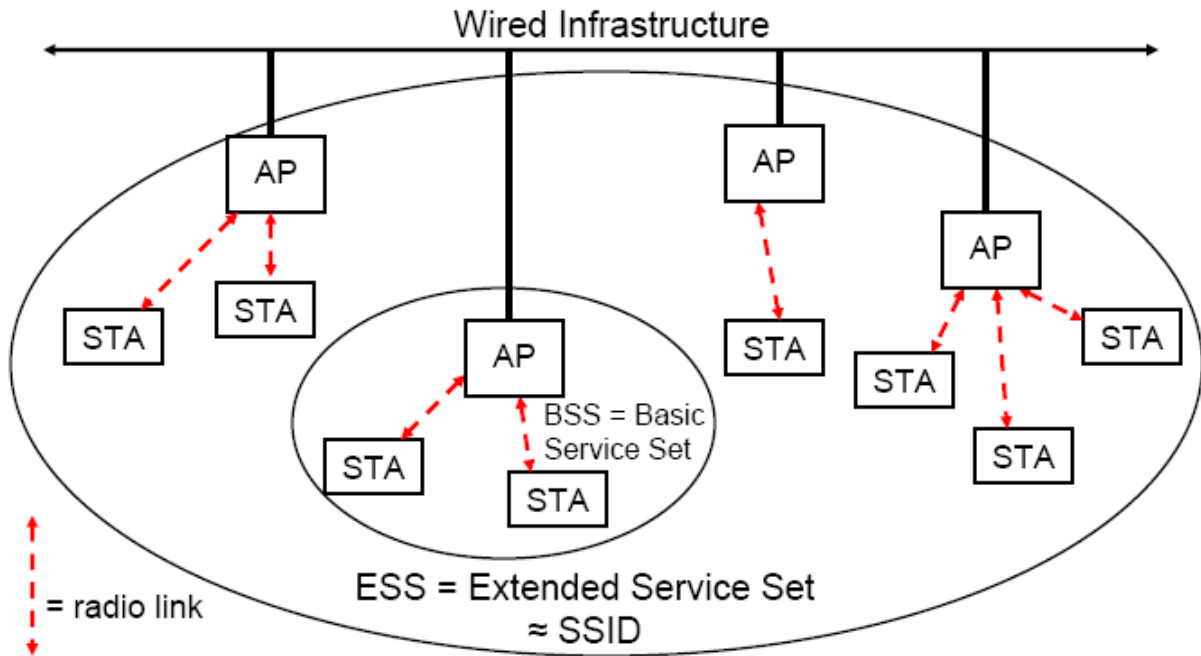 Wired Infrastructure
AP
AP
AP
STA
STA
AP
STA
STA
STA
AP
BSS = Basic
Service Set
STA
STA
STA
ESS = Extended Service Set
≈ SSID
= radio link